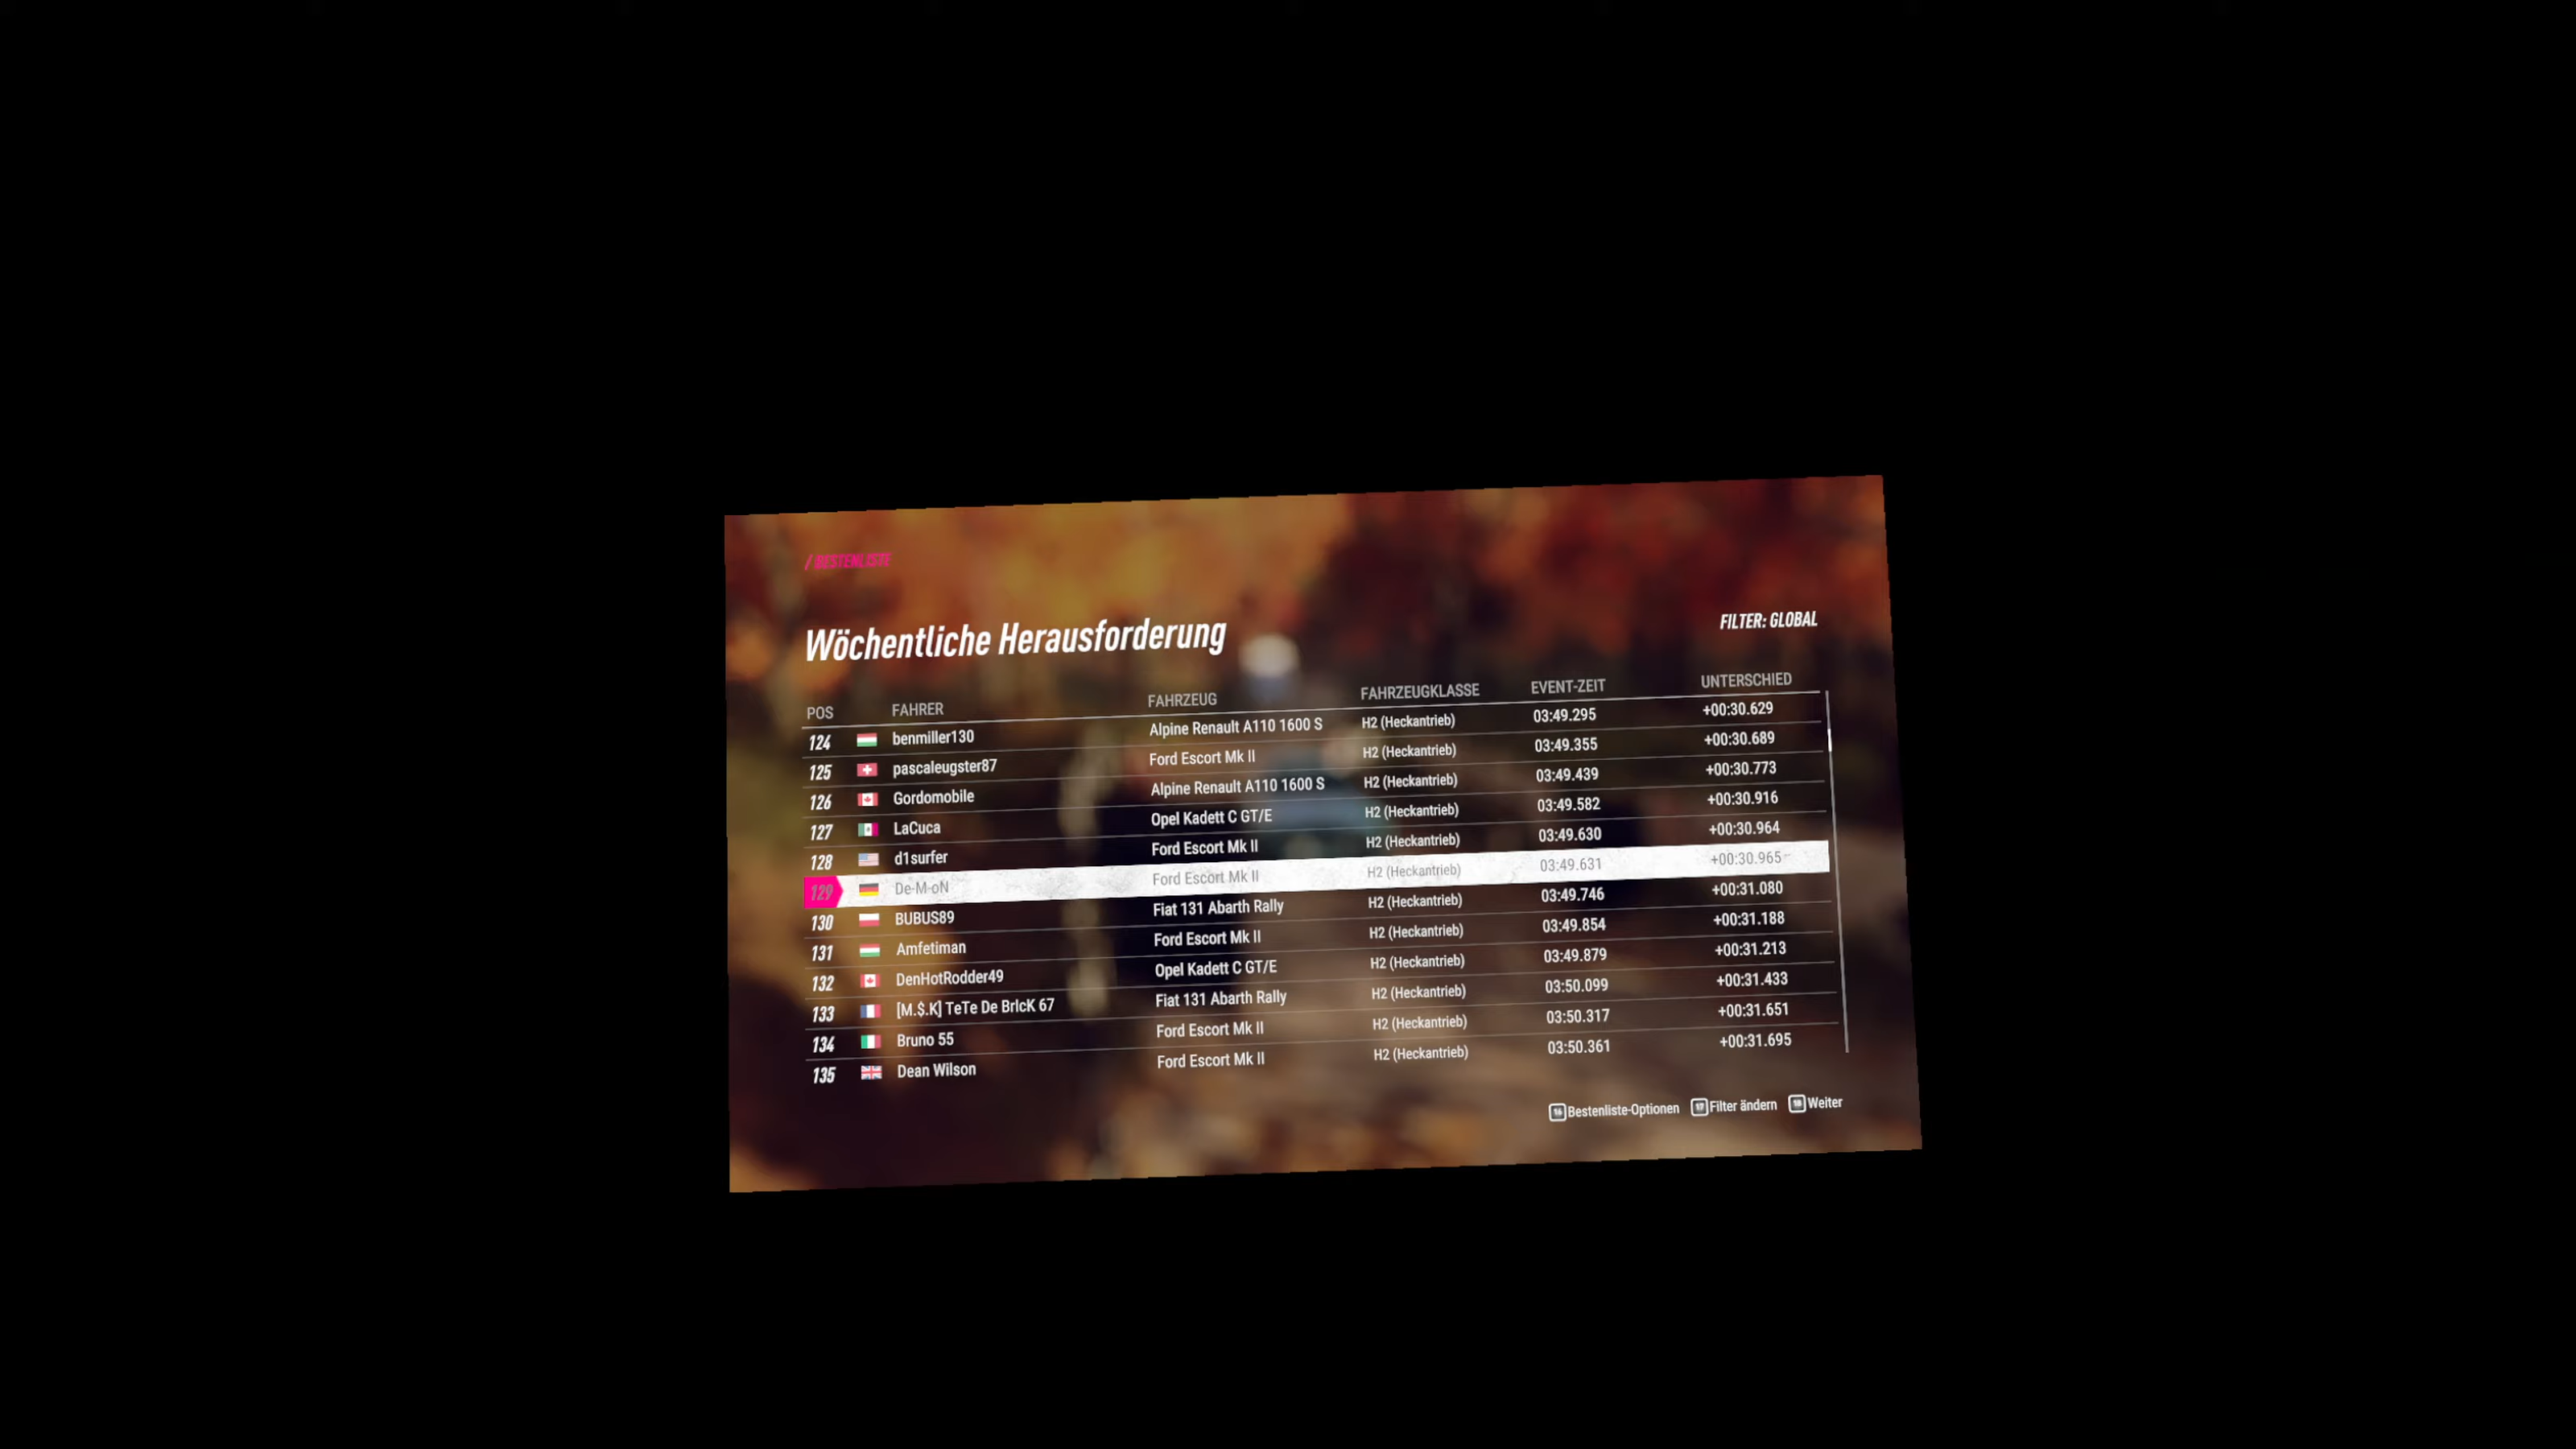 / BESTENLISTE
Wöchentliche Herausforderung
FILTER: GLOBAL
POS FAHRER FAHRZEUG FAHRZEUGKLASSE EVENT-ZEIT UNTERSCHIED
124 benmiller130 Alpine Renault A110 1600 S H2 (Heckantrieb) 03:49.295 +00:30.629
125 pascaleugster87 Ford Escort Mk II H2 (Heckantrieb) 03:49.355 +00:30.689
126 Gordomobile Alpine Renault A110 1600 S H2 (Heckantrieb) 03:49.439 +00:30.773
127 LaCuca Opel Kadett C GT/E H2 (Heckantrieb) 03:49.582 +00:30.916
128 d1surfer Ford Escort Mk II H2 (Heckantrieb) 03:49.630 +00:30.964
129 De-M-oN Ford Escort Mk II H2 (Heckantrieb) 03:49.631 +00:30.965
130 BUBUS89 Fiat 131 Abarth Rally H2 (Heckantrieb) 03:49.746 +00:31.080
131 Amfetiman Ford Escort Mk II H2 (Heckantrieb) 03:49.854 +00:31.188
132 DenHotRodder49 Opel Kadett C GT/E H2 (Heckantrieb) 03:49.879 +00:31.213
133 [M.$.K] TeTe De BrIcK 67 Fiat 131 Abarth Rally H2 (Heckantrieb) 03:50.099 +00:31.433
134 Bruno 55 Ford Escort Mk II H2 (Heckantrieb) 03:50.317 +00:31.651
135 Dean Wilson Ford Escort Mk II H2 (Heckantrieb) 03:50.361 +00:31.695
16 Bestenliste-Optionen 17 Filter ändern 18 Weiter